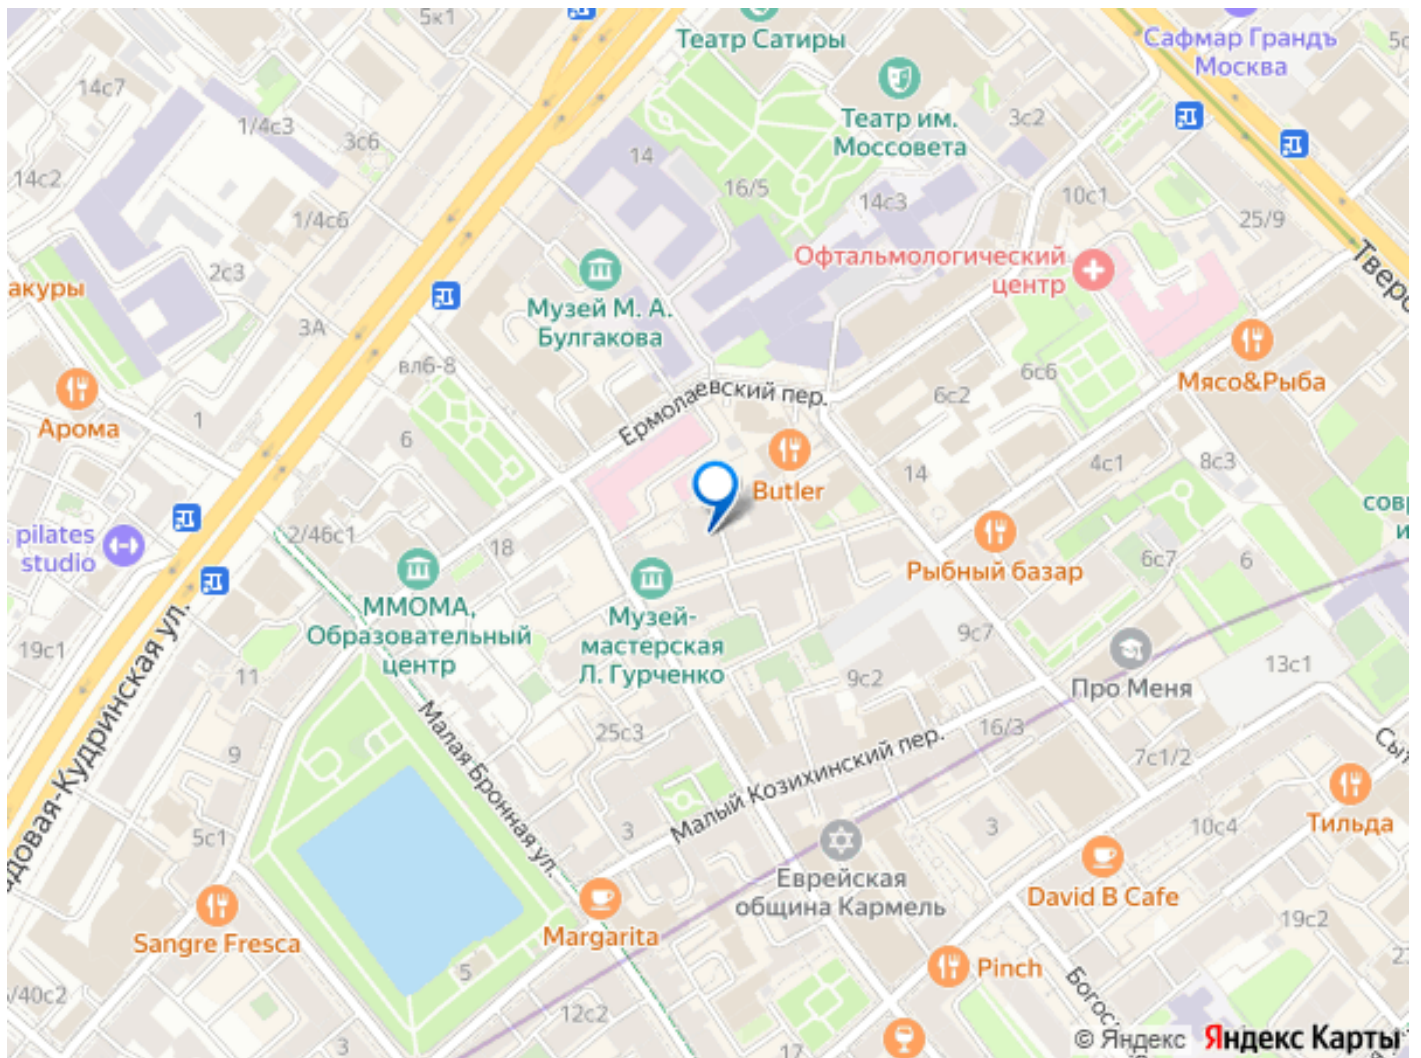 5к1
Театр Сатиры
Сафмар Грандъ
Москва
14с7
1/4с3
3с6
14
Театр им.
Моссовета
3с2
14с2
16/5
14с3
10с1
25/9
1/4с6
2с3
Офтальмологический
центр
Тверс
акуры
3А
Музей М. А.
Булгакова
вл6-8
6с6
Мясо&Рыба
Ермолаевский пер.
6с2
Арома
1
6
14
4с1
8с3
Butler
pilates
studio
2/46с1
18
Рыбный базар
6с7
6
ММОМА,
Образовательный
центр
Музей-
мастерская
Л. Гурченко
19с1
11
9с7
9с2
Про Меня
13с1
Садовая-Кудринская ул.
9
Малая Бронная ул.
25с3
16/3
7с1/2
Малый Козихинский пер.
5с1
3
3
10с4
Тильда
Еврейская
община Кармель
David B Cafe
Sangre Fresca
Margarita
19с2
5
Pinch
/40с2
12с2
3
17
© Яндекс Яндекс Карты